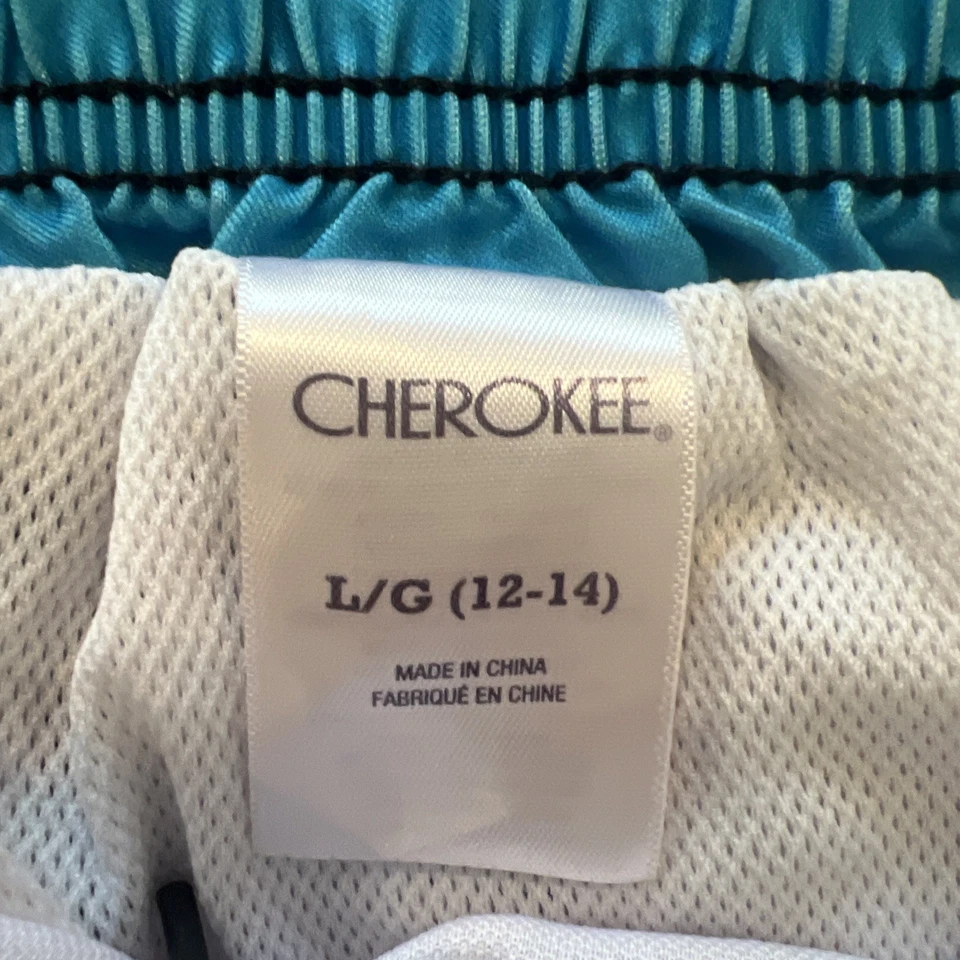 CHEROKEE®
L/G (12-14)
MADE IN CHINA
FABRIQUÉ EN CHINE